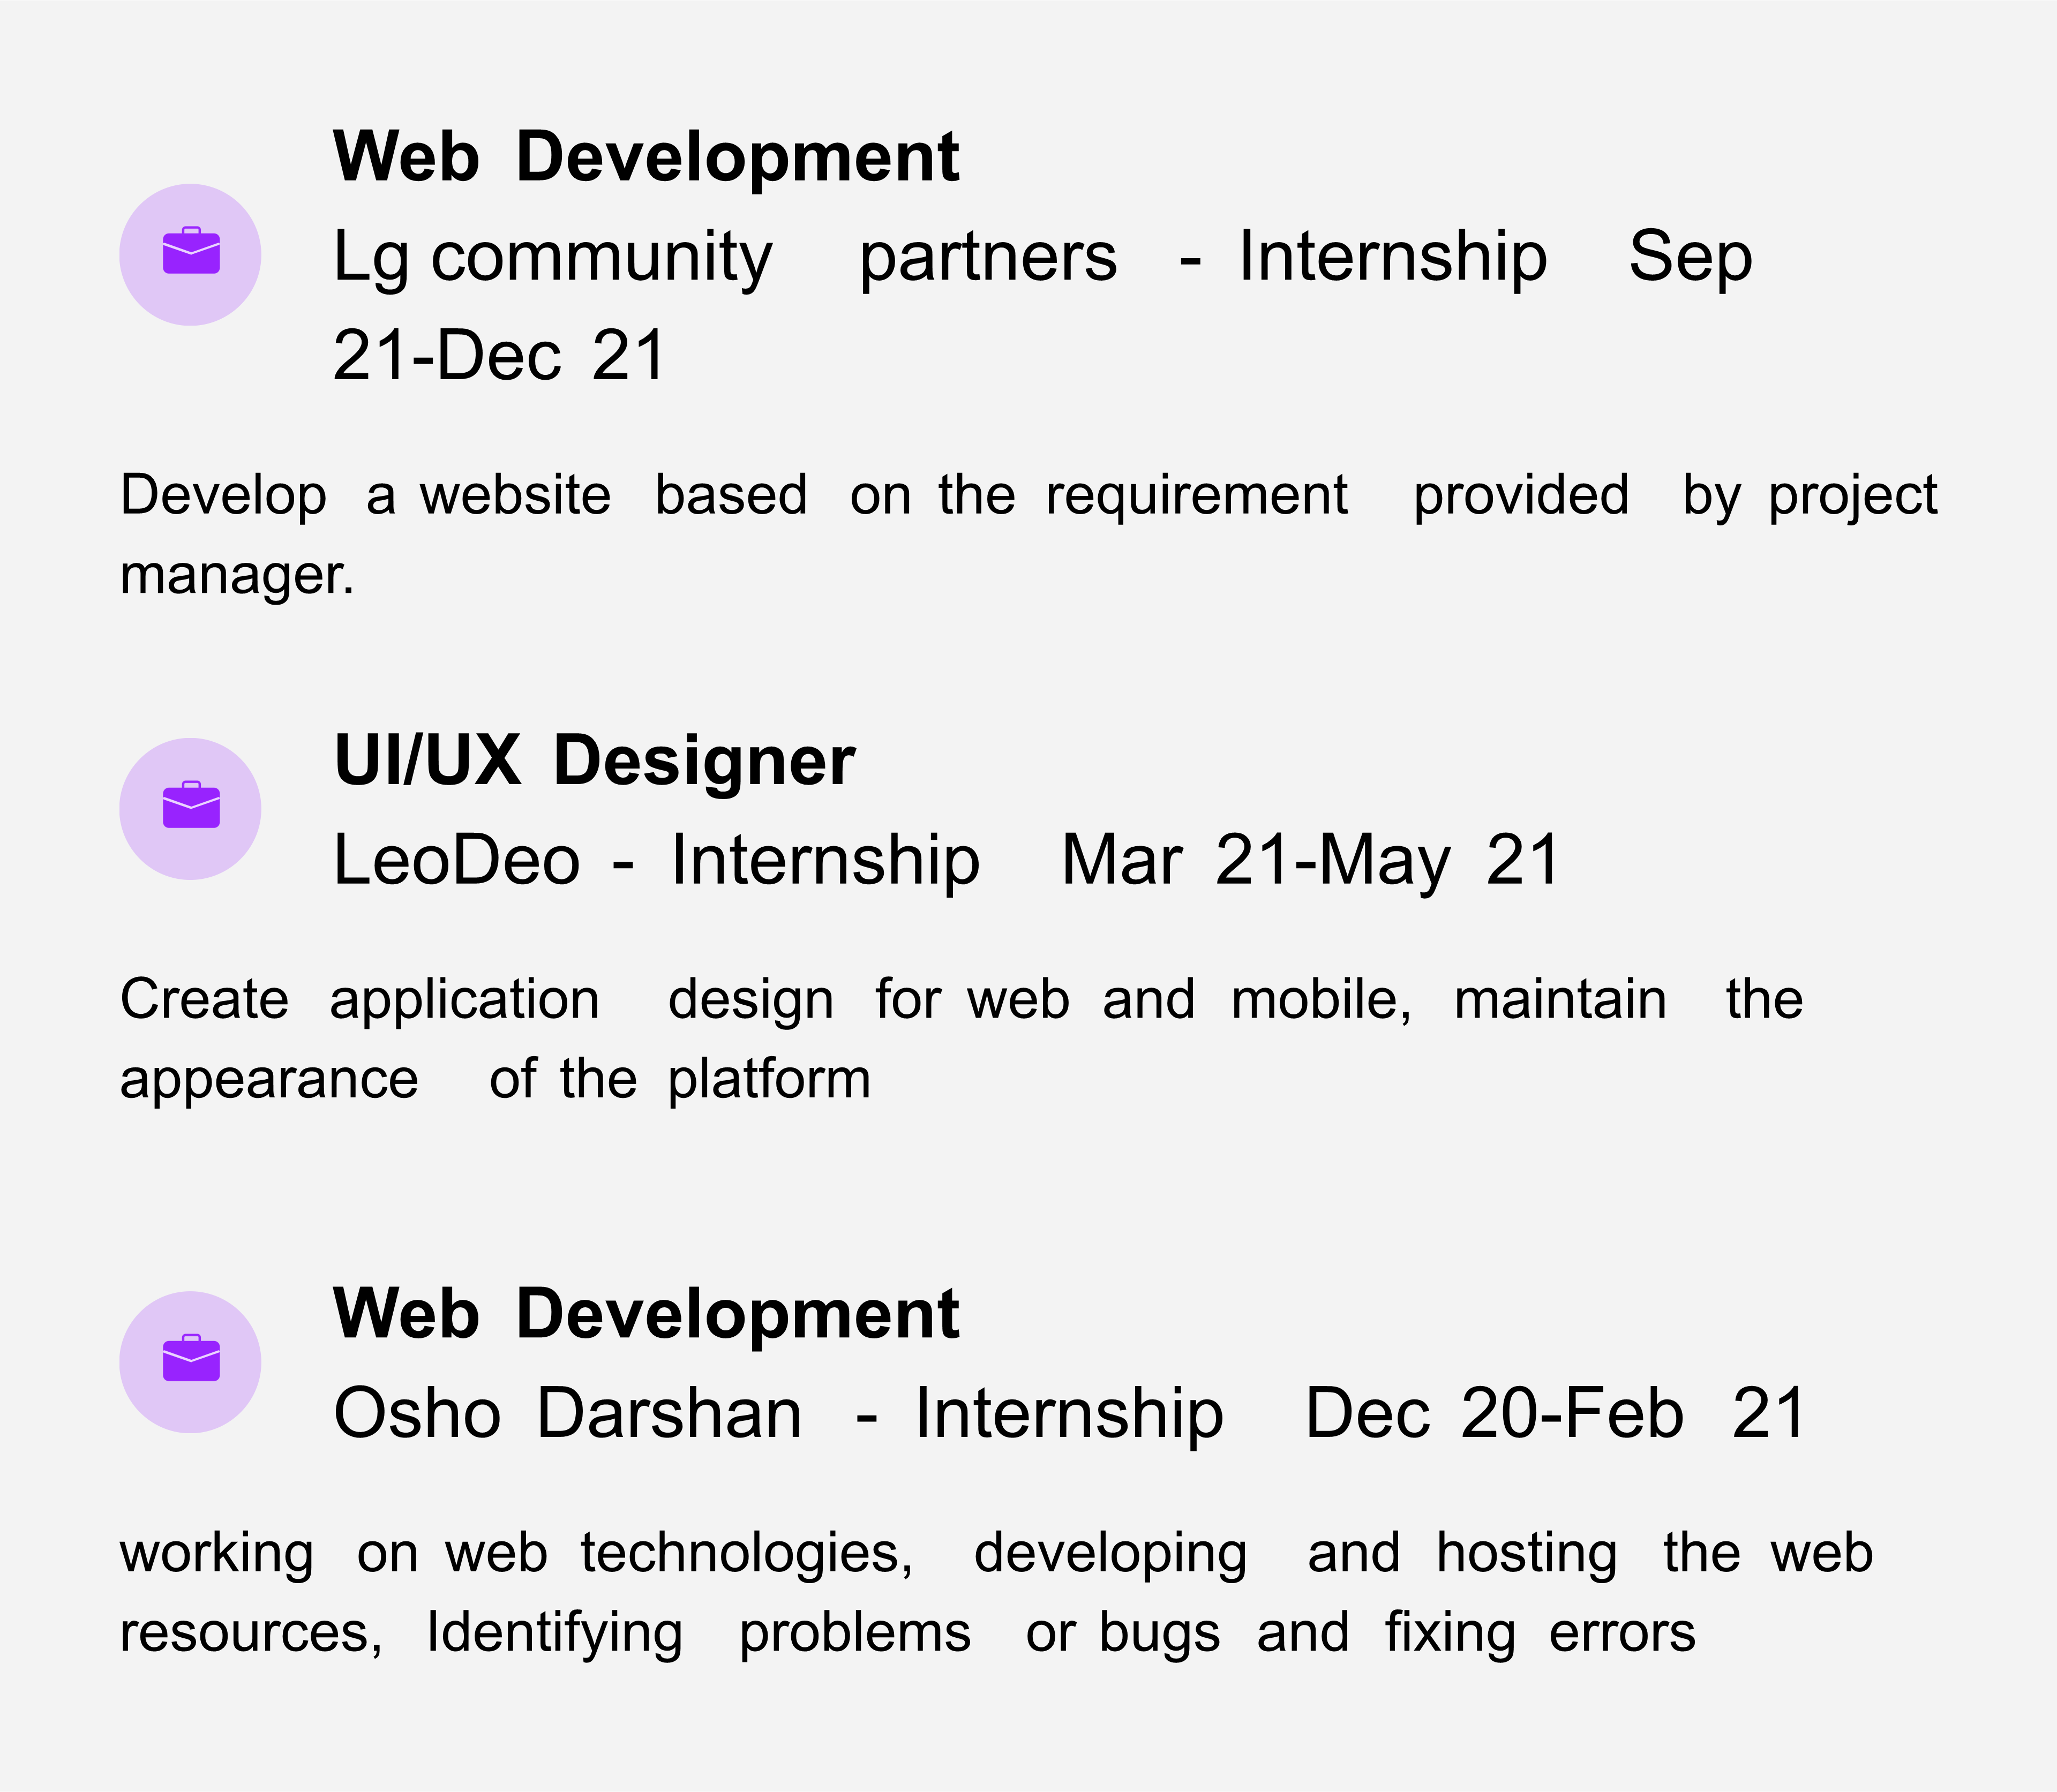 Web Development
Lg community partners - Internship Sep
21-Dec 21
Develop a website based on the requirement provided by project
manager.
UI/UX Designer
LeoDeo - Internship Mar 21-May 21
Create application design for web and mobile, maintain the
appearance of the platform
Web Development
Osho Darshan - Internship Dec 20-Feb 21
working on web technologies, developing and hosting the web
resources, Identifying problems or bugs and fixing errors